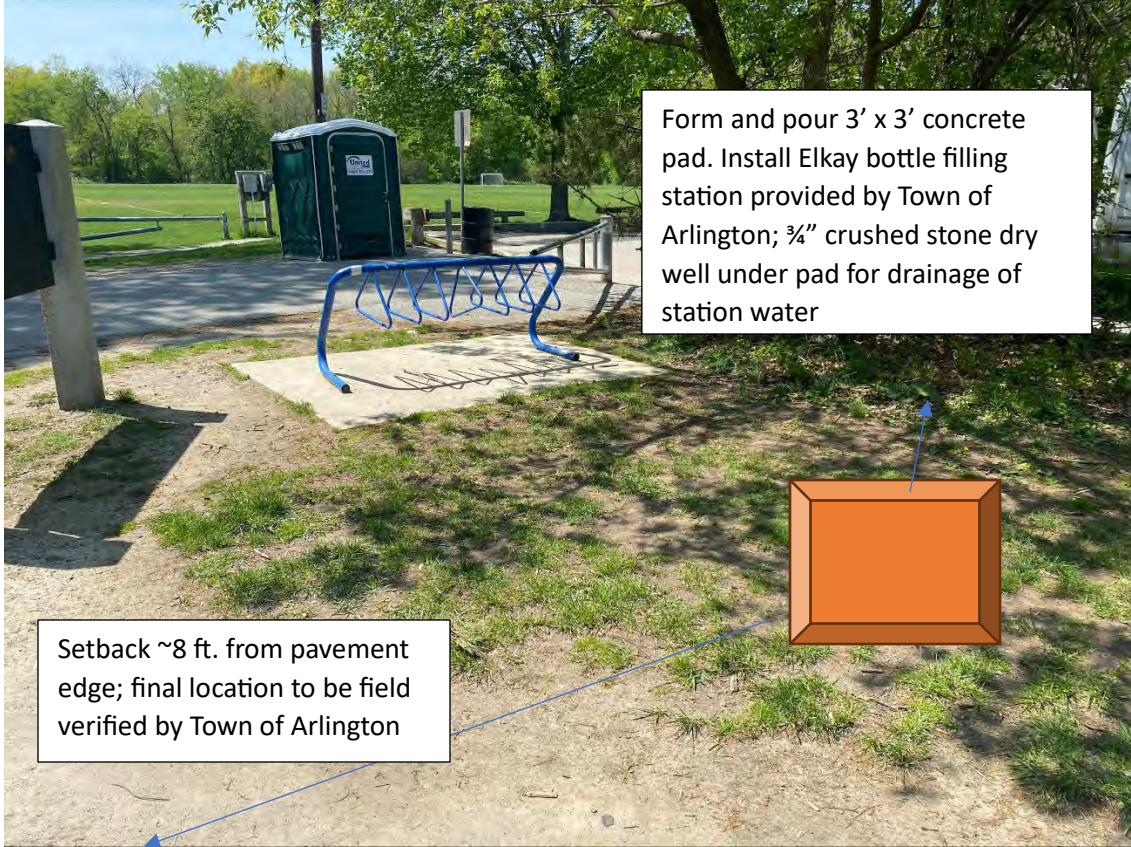 United
Form and pour 3’ x 3’ concrete
pad. Install Elkay bottle filling
station provided by Town of
Arlington; ¾” crushed stone dry
well under pad for drainage of
station water
Setback ~8 ft. from pavement
edge; final location to be field
verified by Town of Arlington